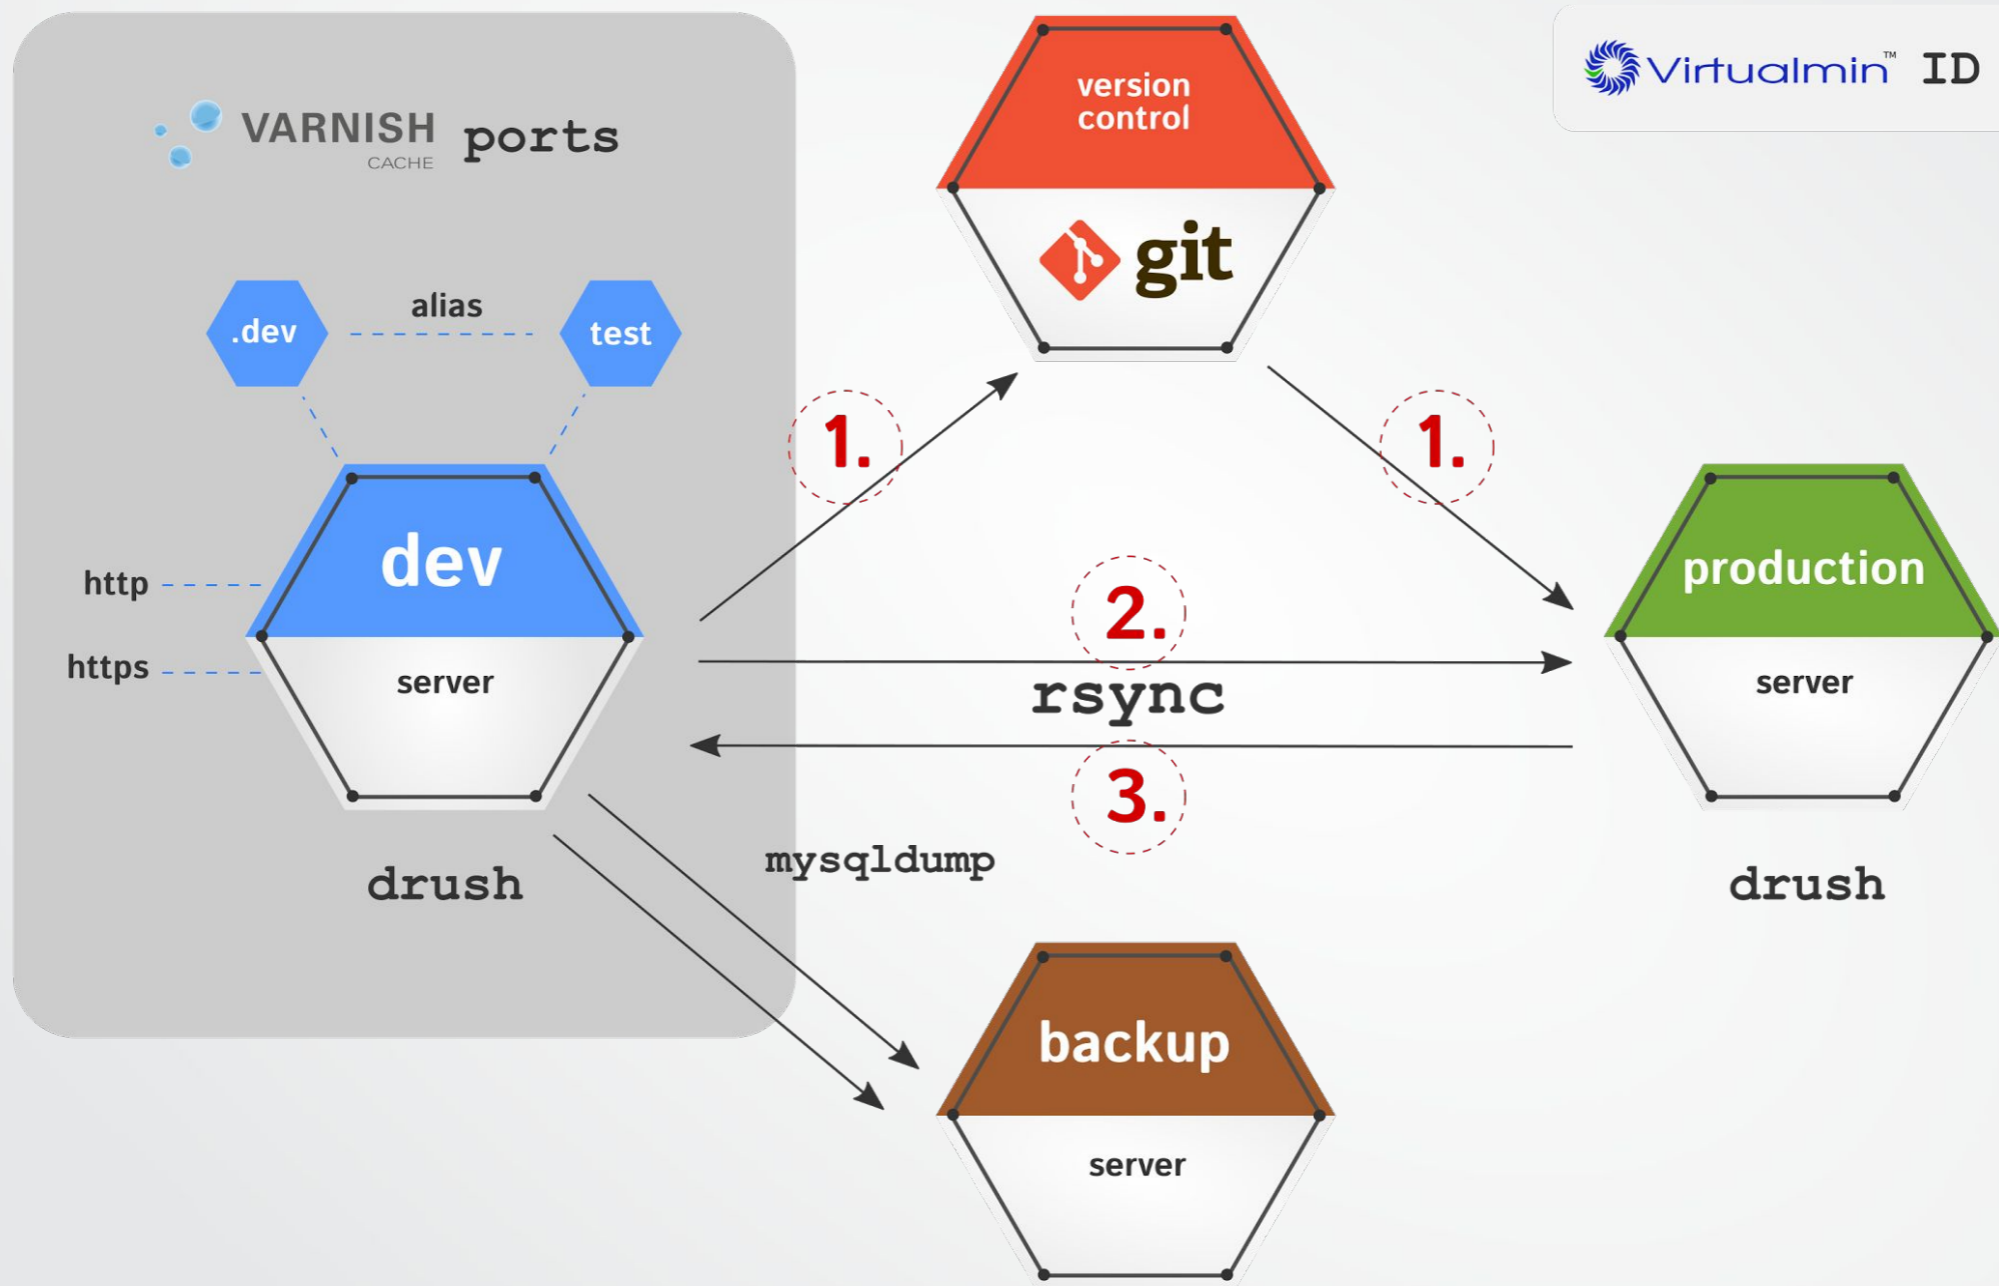 VARNISH
CACHE
ports
version
control
git
Virtualmin™ ID
.dev
alias
test
1.
1.
http
https
dev
server
2.
rsync
3.
production
server
drush
mysqldump
drush
backup
server